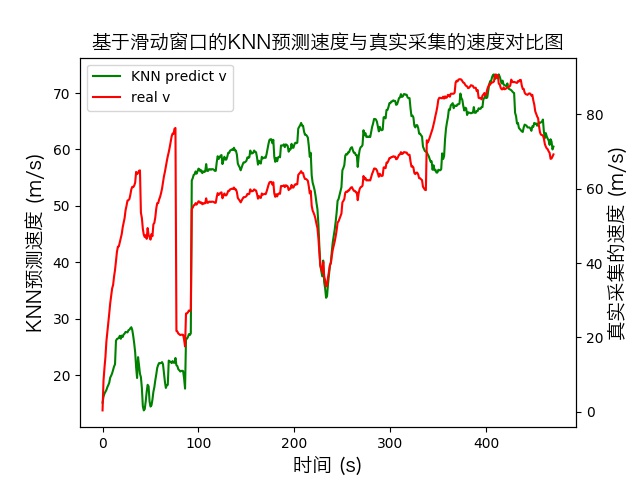 基于滑动窗口的KNN预测速度与真实采集的速度对比图
KNN predict v
real v
KNN预测速度 (m/s)
70
60
50
40
30
20
80
60
40
20
0
真实采集的速度 (m/s)
0 100 200 300 400
时间 (s)